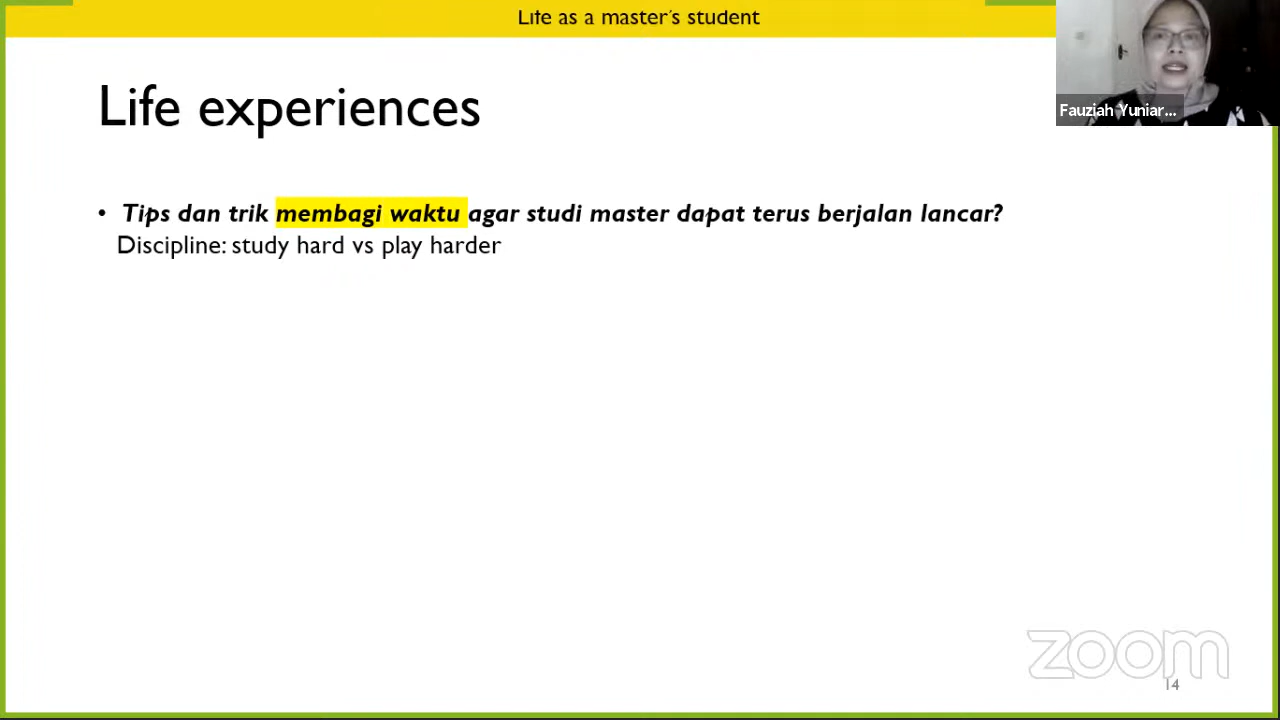 Life as a master's student
Fauziah Yuniar...
Life experiences
• Tips dan trik membagi waktu agar studi master dapat terus berjalan lancar?
Discipline: study hard vs play harder
zoom
14